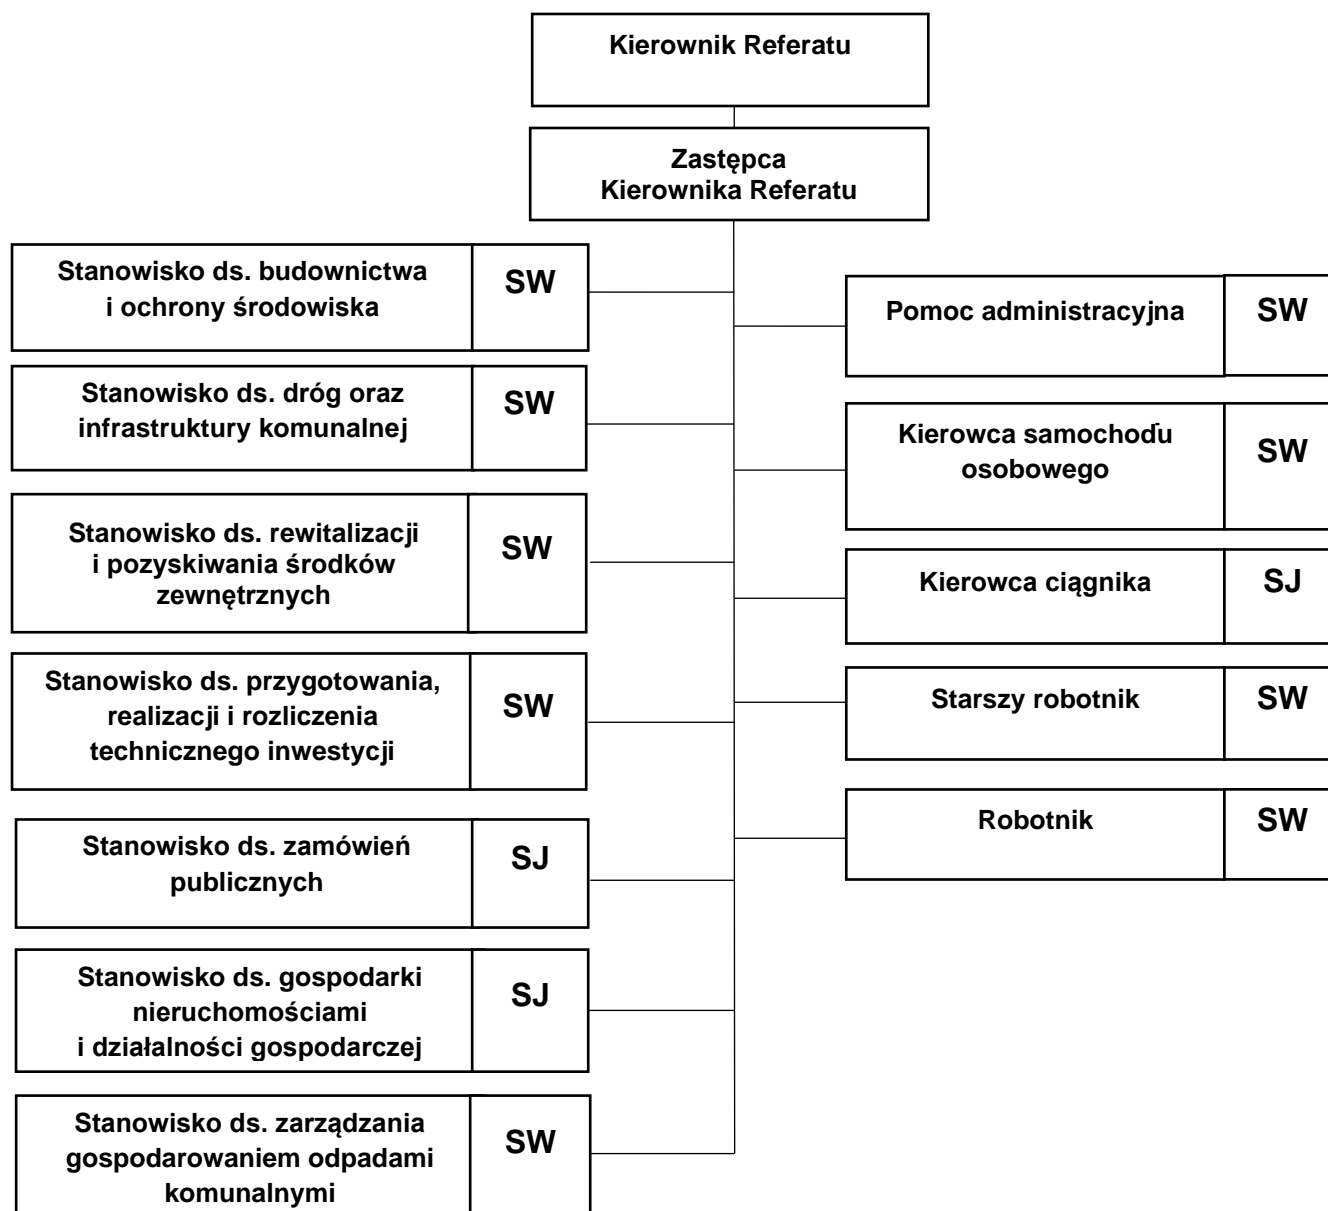 Kierownik Referatu
Zastępca
Kierownika Referatu
Stanowisko ds. budownictwa
i ochrony środowiska
SW
Stanowisko ds. dróg oraz
infrastruktury komunalnej
SW
Stanowisko ds. rewitalizacji
i pozyskiwania środków
zewnętrznych
SW
Stanowisko ds. przygotowania,
realizacji i rozliczenia
technicznego inwestycji
SW
Stanowisko ds. zamówień
publicznych
SJ
Stanowisko ds. gospodarki
nieruchomościami
i działalności gospodarczej
SJ
Stanowisko ds. zarządzania
gospodarowaniem odpadami
komunalnymi
SW
Pomoc administracyjna
SW
Kierowca samochodu
osobowego
SW
Kierowca ciągnika
SJ
Starszy robotnik
SW
Robotnik
SW